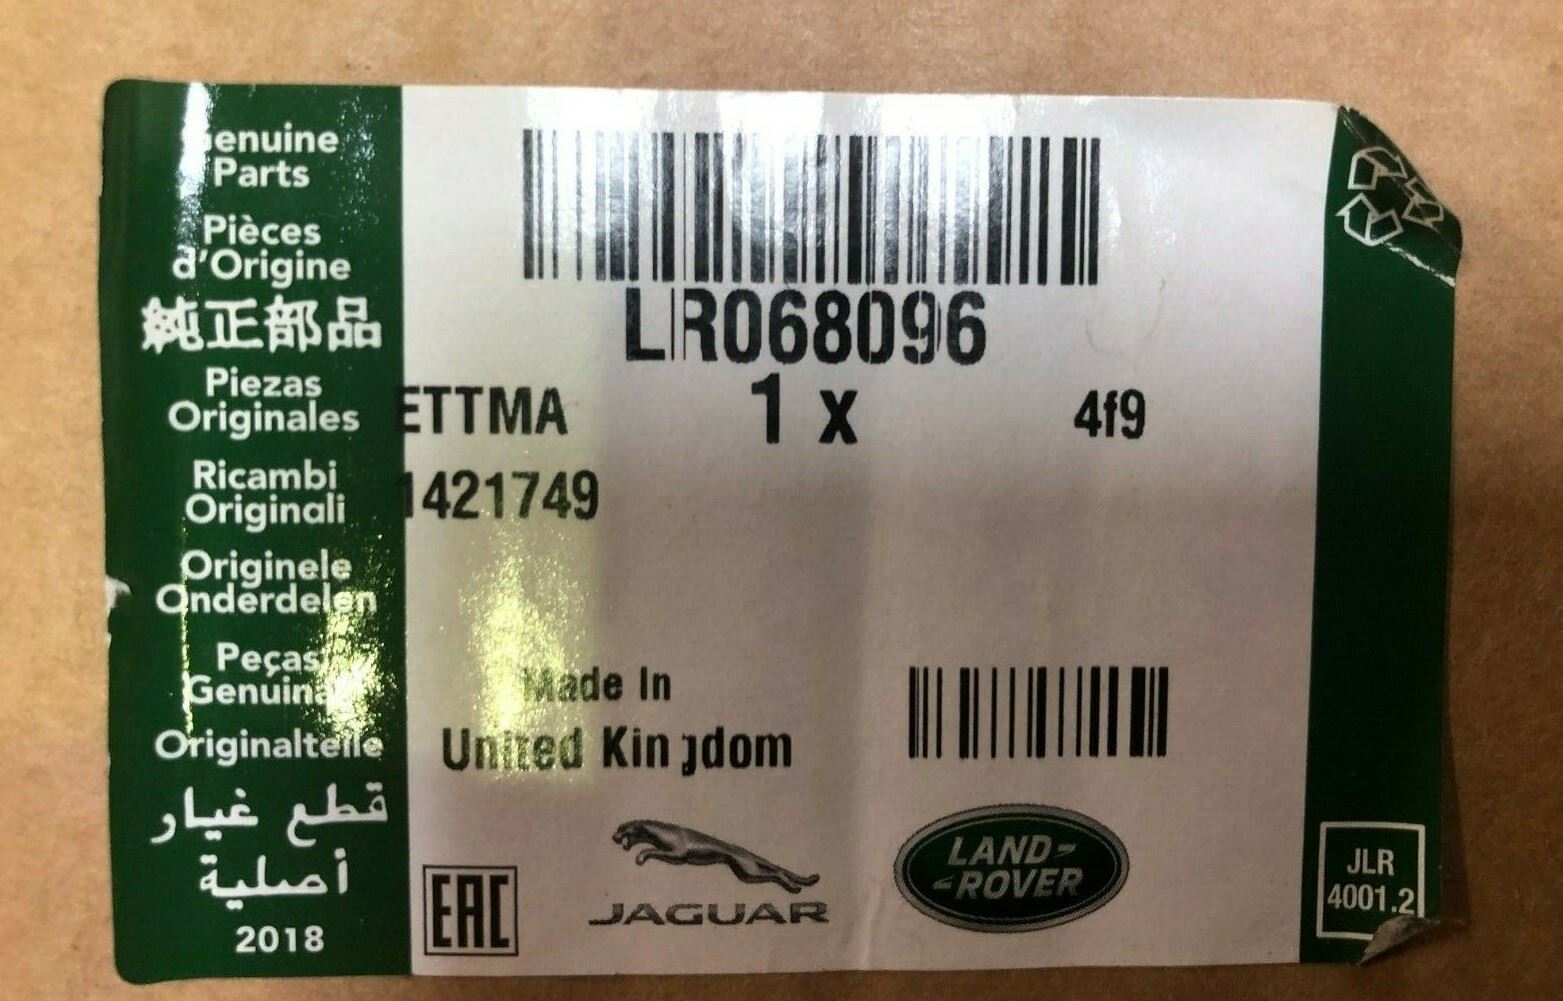 Genuine
Parts
Pièces
d'Origine
純正部品
Piezas
Originales
Ricambi
Originali
Originele
Onderdelen
Peças
Genuinas
Originalteile
قطع غيار
أصلية
2018
LR068096
ETTMA 1 x 4f9
1421749
Made In
United Kingdom
EAC
JAGUAR
LAND-
-ROVER
JLR
4001.2